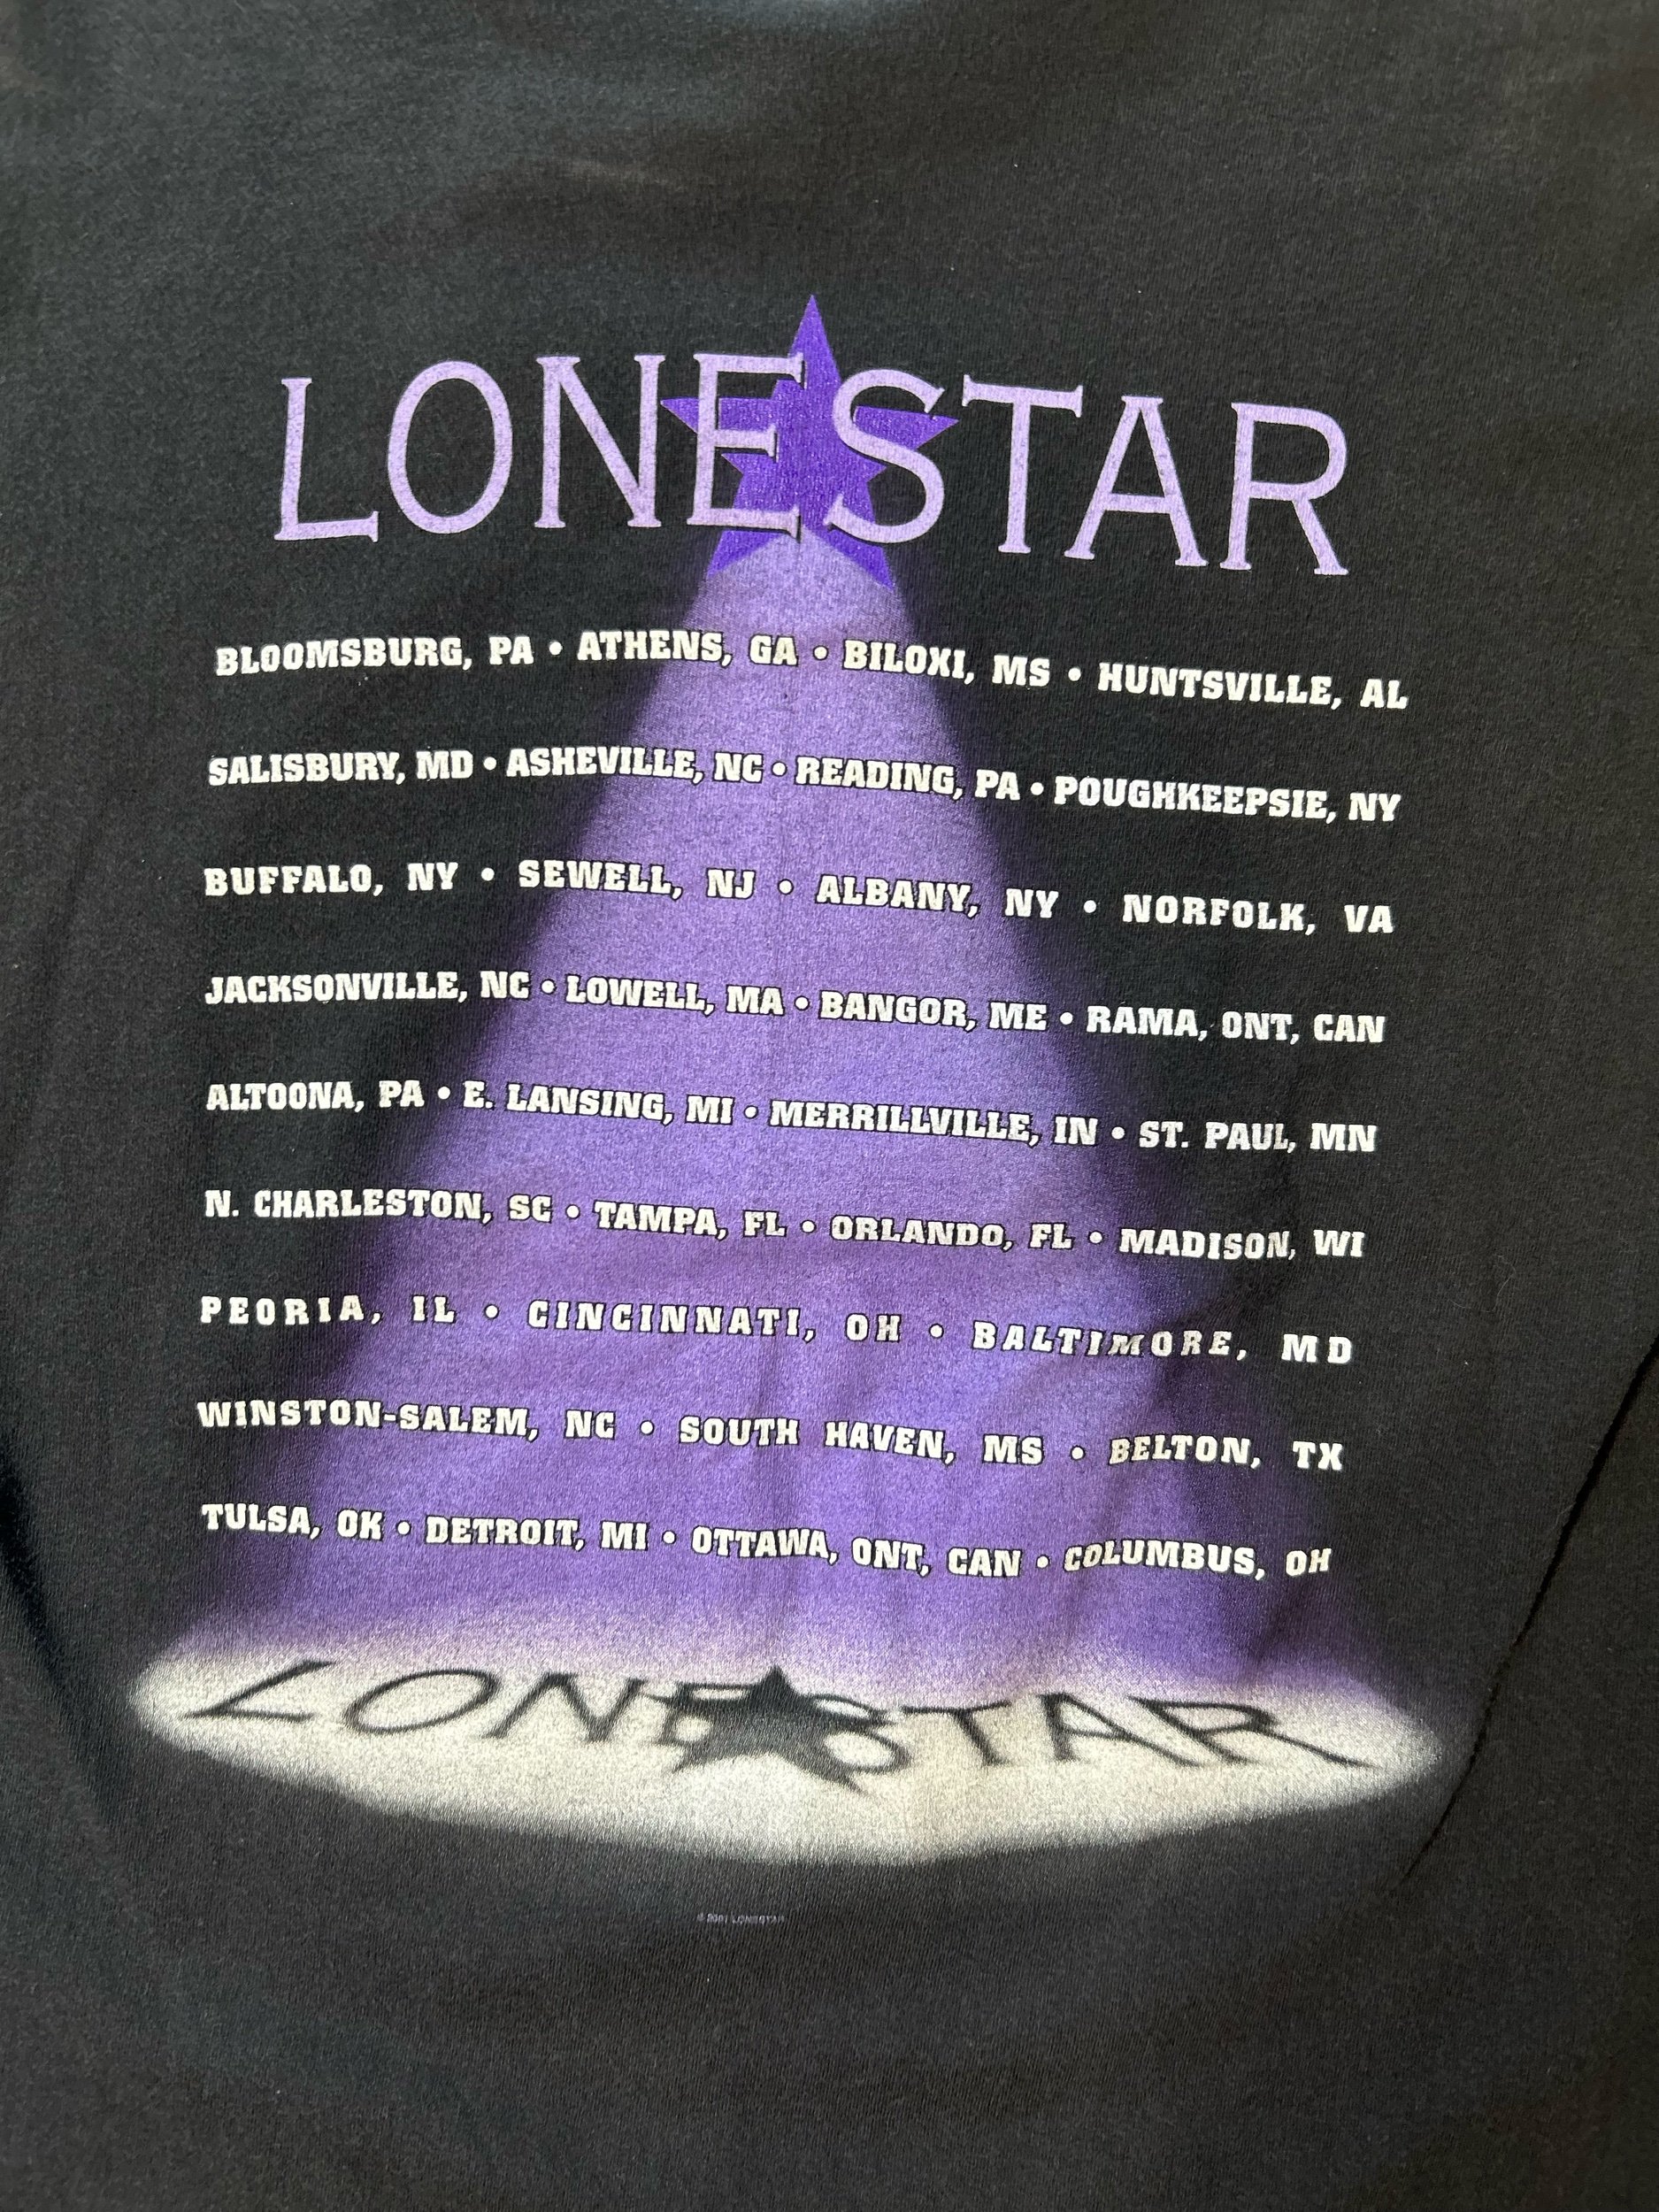 LONESTAR
BLOOMSBURG, PA • ATHENS, GA • BILOXI, MS • HUNTSVILLE, AL
SALISBURY, MD • ASHEVILLE, NC • READING, PA • POUGHKEEPSIE, NY
BUFFALO, NY • SEWELL, NJ • ALBANY, NY • NORFOLK, VA
JACKSONVILLE, NC • LOWELL, MA • BANGOR, ME • RAMA, ONT, CAN
ALTOONA, PA • E. LANSING, MI • MERRILLVILLE, IN • ST. PAUL, MN
N. CHARLESTON, SC • TAMPA, FL • ORLANDO, FL • MADISON, WI
PEORIA, IL • CINCINNATI, OH • BALTIMORE, MD
WINSTON-SALEM, NC • SOUTH HAVEN, MS • BELTON, TX
TULSA, OK • DETROIT, MI • OTTAWA, ONT, CAN • COLUMBUS, OH
LONESTAR
© 2001 LONESTAR